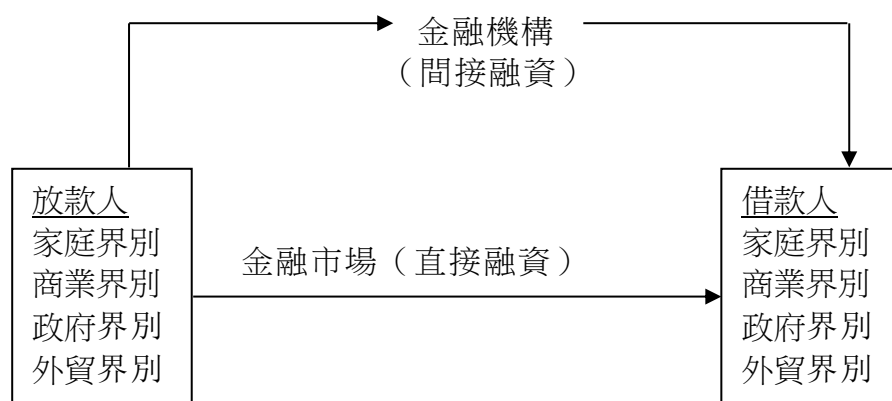 金融機構
（間接融資）
放款人
家庭界別
商業界別
政府界別
外貿界別
金融市場（直接融資）
借款人
家庭界別
商業界別
政府界別
外貿界別